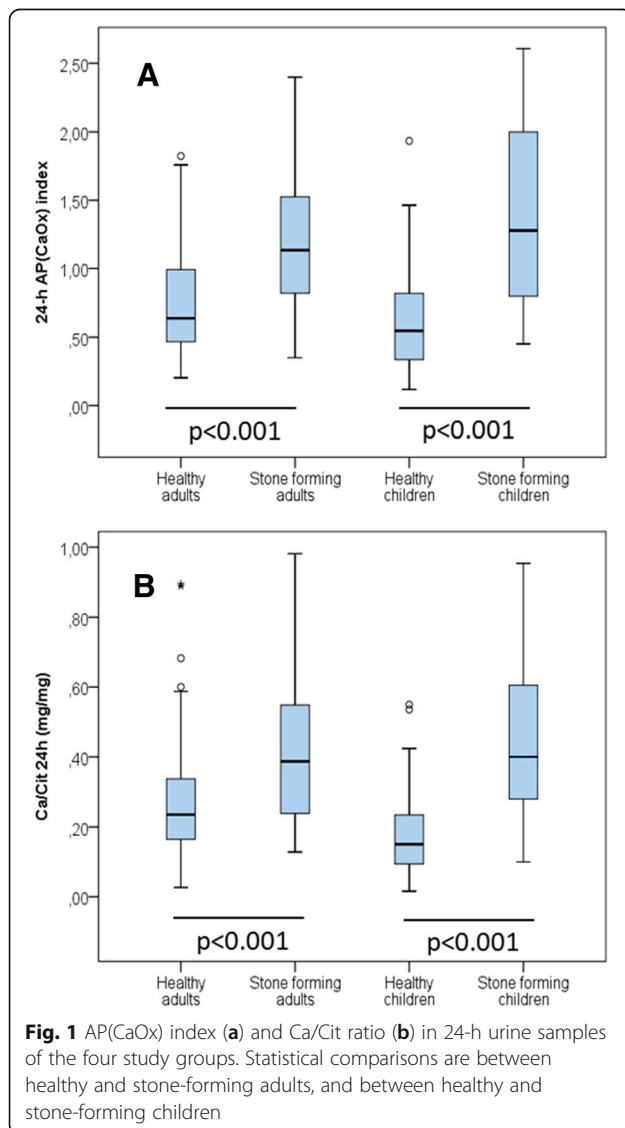 A
24-h AP(CaOx) index
2,50
2,00
1,50
1,00
,50
,00
p<0.001
p<0.001
Healthy adults
Stone forming adults
Healthy children
Stone forming children
B
Ca/Cit 24h (mg/mg)
1,00
,80
,60
,40
,20
,00
p<0.001
p<0.001
Healthy adults
Stone forming adults
Healthy children
Stone forming children
Fig. 1 AP(CaOx) index (a) and Ca/Cit ratio (b) in 24-h urine samples
of the four study groups. Statistical comparisons are between
healthy and stone-forming adults, and between healthy and
stone-forming children